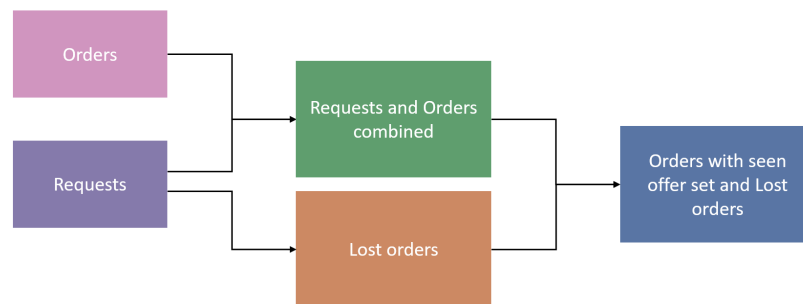 Orders
Requests
Requests and Orders
combined
Lost orders
Orders with seen
offer set and Lost
orders